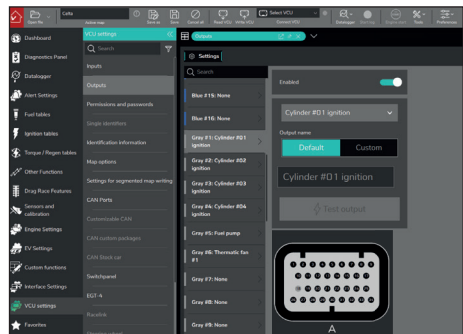 Open file
Delta
Active map
Save as
Save
Cancel all
Read VCU
Write VCU
Select VCU
Connect VCU
Datalogger
Tools
Preferences
Dashboard
Diagnostics Panel
Datalogger
Alert Settings
Fuel tables
Ignition tables
Torque / Regen tables
Other Functions
Drag Race Features
Sensors and
calibration
Engine Settings
EV Settings
Custom functions
Interface Settings
VCU settings
Favorites
VCU settings
Search
Inputs
Outputs
Permissions and passwords
Single identifiers
Identification information
Map options
Settings for segmented map writing
CAN Ports
Customizable CAN
CAN custom packages
CAN Stock car
Switchpanel
EGT-4
Racelink
Outputs
Settings
Search
Blue #15: None
Blue #16: None
Gray #1: Cylinder #01
ignition
Gray #2: Cylinder #02
ignition
Gray #3: Cylinder #03
ignition
Gray #4: Cylinder #04
ignition
Gray #5: Fuel pump
Gray #6: Thermatic fan
#1
Gray #7: None
Gray #8: None
Gray #9: None
Enabled
Cylinder #01 ignition
Output name
Default
Custom
Cylinder #01 ignition
Test output
A